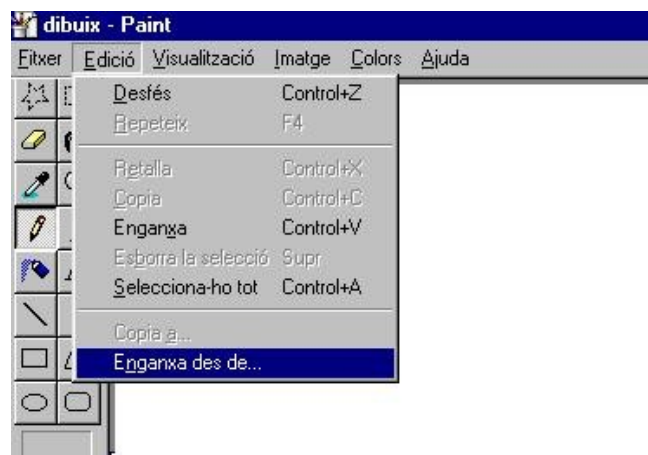 dibuix - Paint
Fitxer Edició Visualització Imatge Colors Ajuda
Desfés Control+Z
Repeteix F4
Retalla Control+X
Copia Control+C
Enganxa Control+V
Esborra la selecció Supr
Selecciona-ho tot Control+A
Copia a...
Enganxa des de...